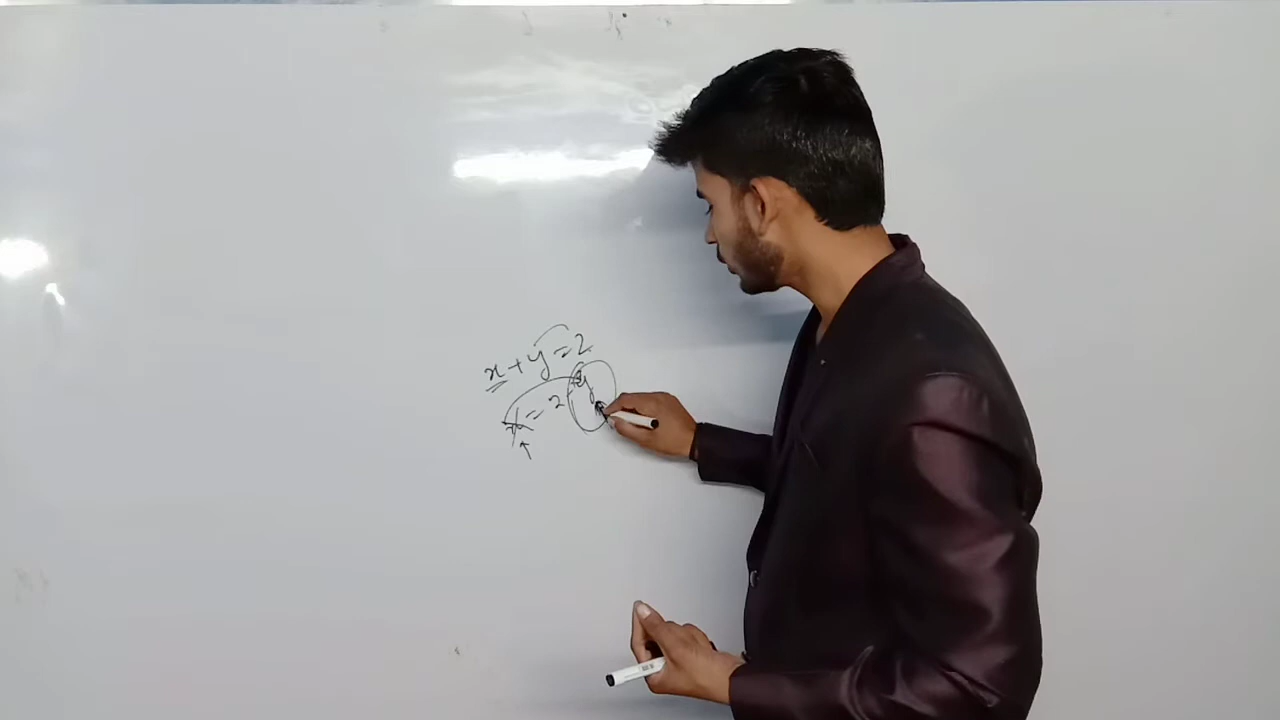 x + y = 2
x = 2 - y